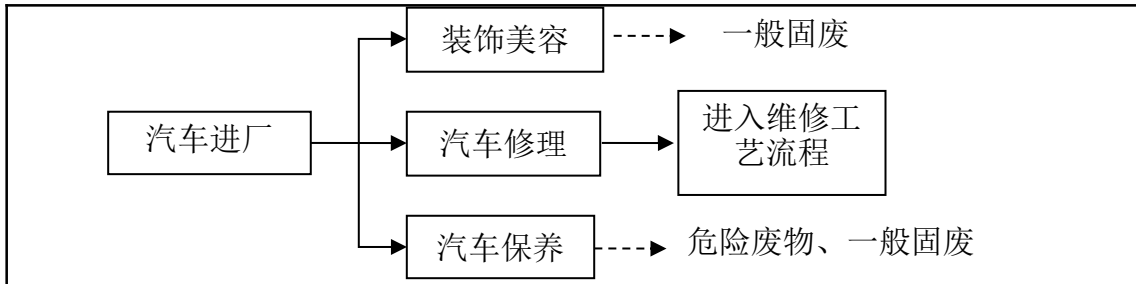 装饰美容
一般固废
汽车进厂
汽车修理
进入维修工
艺流程
汽车保养
危险废物、一般固废